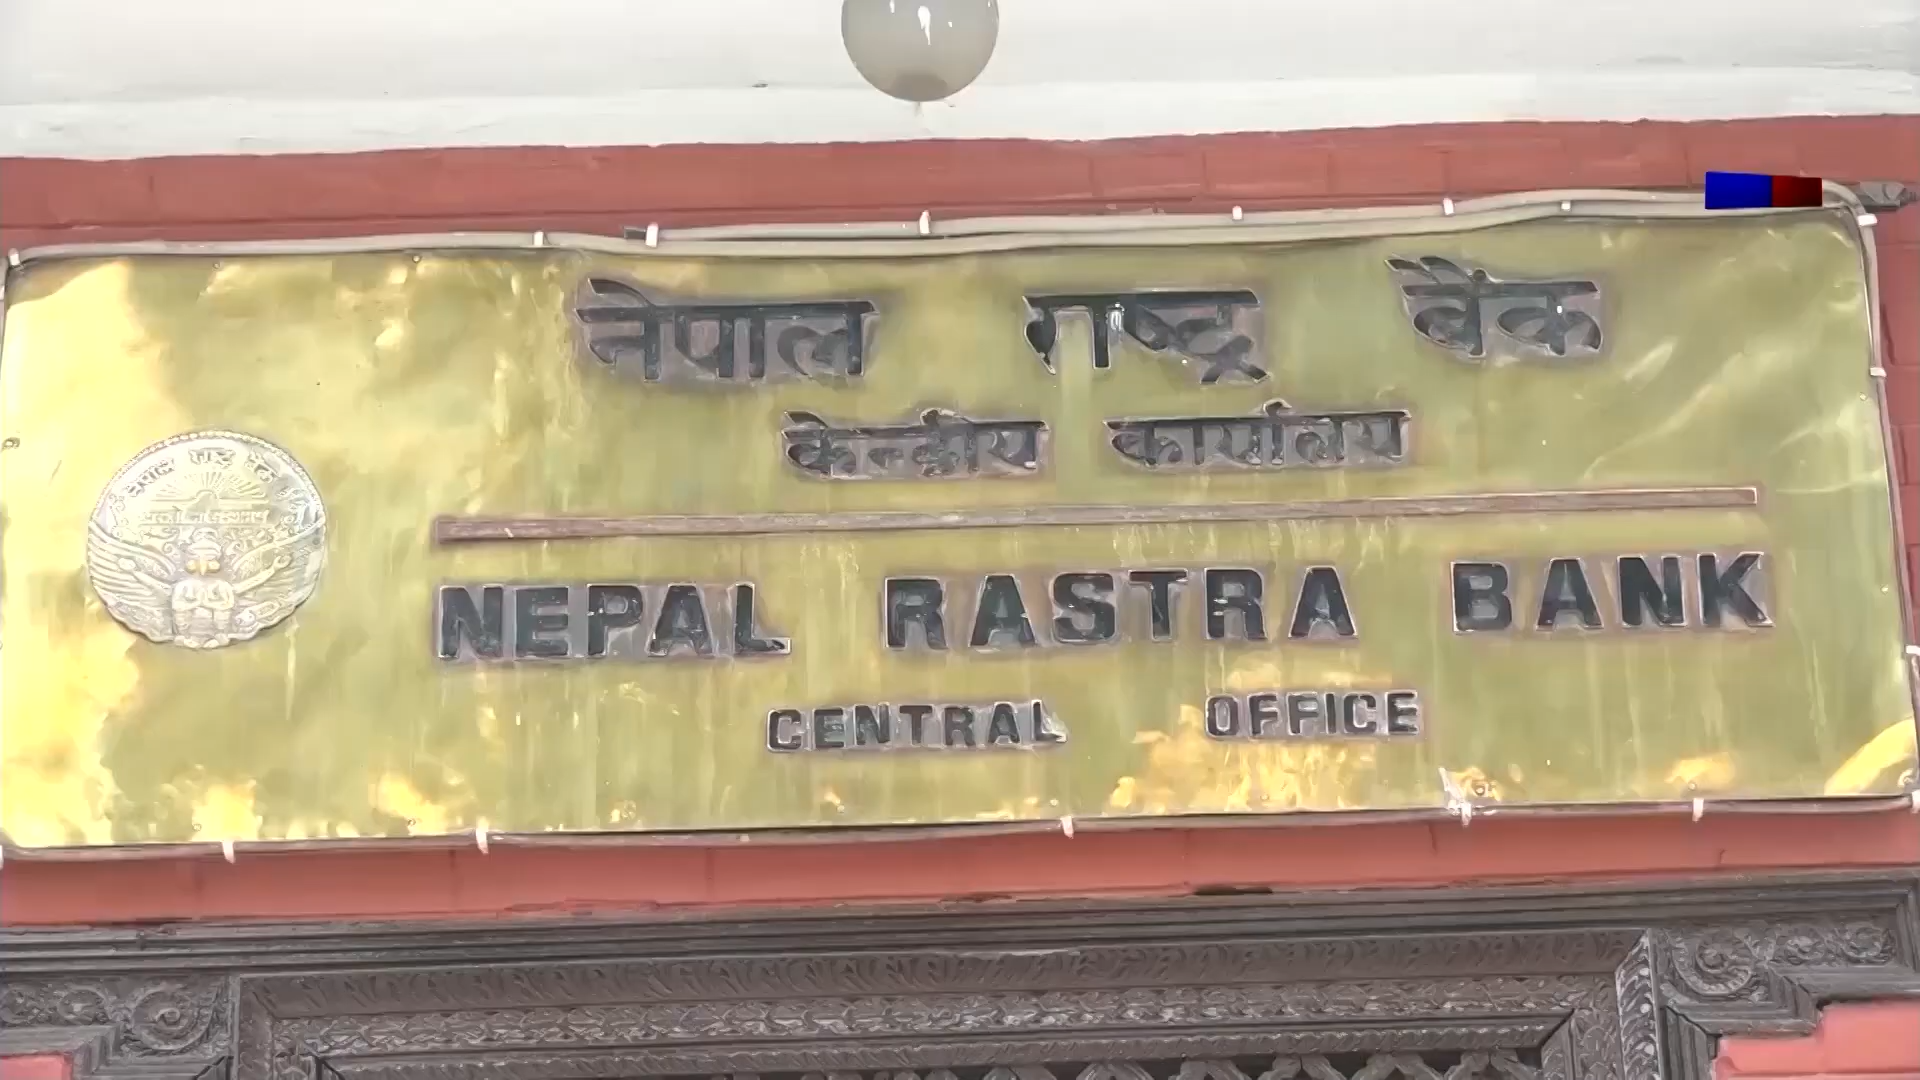 नेपाल राष्ट्र बैंक
केन्द्रीय कार्यालय
NEPAL RASTRA BANK
CENTRAL OFFICE